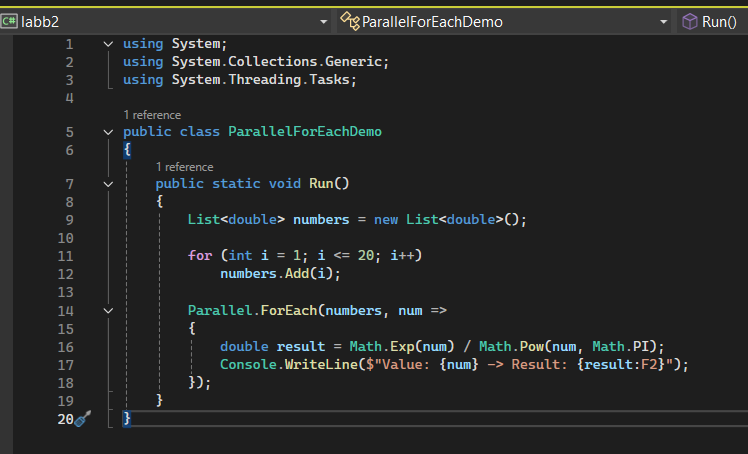 C# labb2 ParallelForEachDemo Run()
1 using System;
2 using System.Collections.Generic;
3 using System.Threading.Tasks;
4
1 reference
5 public class ParallelForEachDemo
6 {
1 reference
7 public static void Run()
8 {
9 List<double> numbers = new List<double>();
10
11 for (int i = 1; i <= 20; i++)
12 numbers.Add(i);
13
14 Parallel.ForEach(numbers, num =>
15 {
16 double result = Math.Exp(num) / Math.Pow(num, Math.PI);
17 Console.WriteLine($"Value: {num} -> Result: {result:F2}");
18 });
19 }
20 }